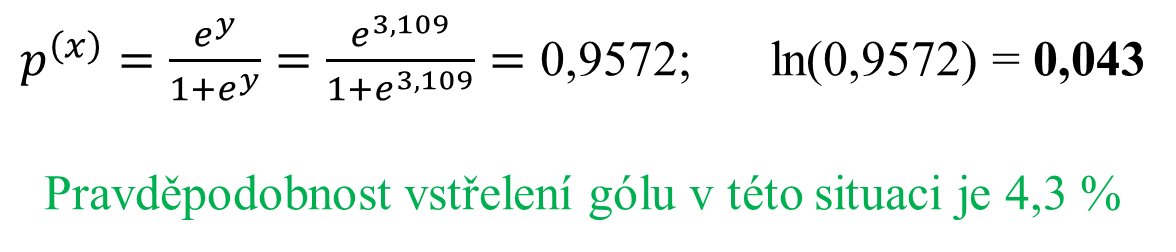 p^(x) = e^y/1+e^y = e^3,109/1+e^3,109 = 0,9572; ln(0,9572) = 0,043
Pravděpodobnost vstřelení gólu v této situaci je 4,3 %